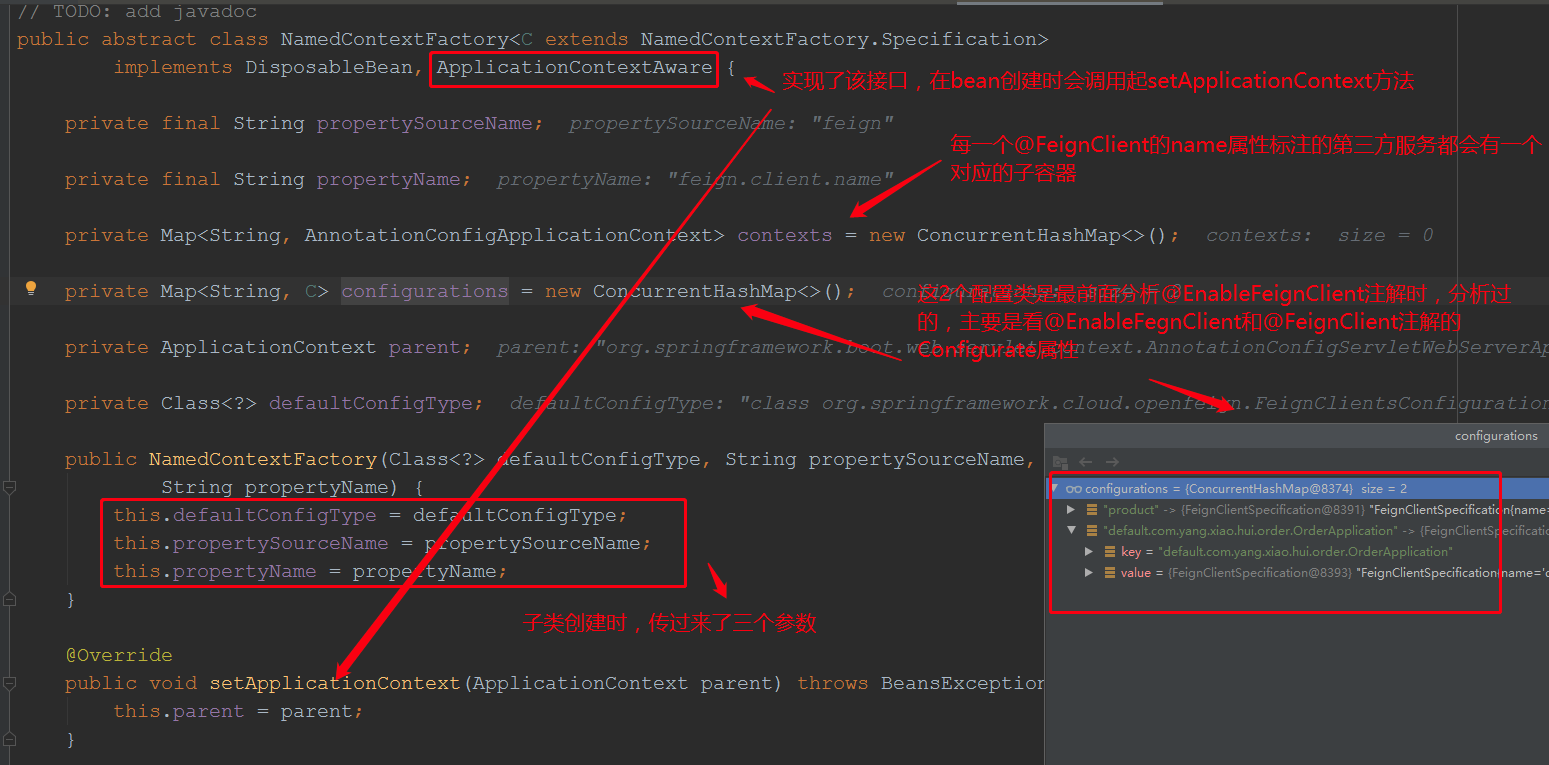 // TODO: add javadoc
public abstract class NamedContextFactory<C extends NamedContextFactory.Specification>
implements DisposableBean, ApplicationContextAware {
实现了该接口，在bean创建时会调用起setApplicationContext方法
private final String propertySourceName; propertySourceName: "feign"
每一个@FeignClient的name属性标注的第三方服务都会有一个
对应的子容器
private final String propertyName; propertyName: "feign.client.name"
private Map<String, AnnotationConfigApplicationContext> contexts = new ConcurrentHashMap<>(); contexts: size = 0
private Map<String, C> configurations = new ConcurrentHashMap<>();
这2个配置类是最前面分析@EnableFeignClient注解时，分析过
的，主要是看@EnableFegnClient和@FeignClient注解的
Configurate属性
private ApplicationContext parent; parent: "org.springframework.boot.web.servlet.context.AnnotationConfigServletWebServerAp
private Class<?> defaultConfigType; defaultConfigType: "class org.springframework.cloud.openfeign.FeignClientsConfiguration
public NamedContextFactory(Class<?> defaultConfigType, String propertySourceName,
String propertyName) {
this.defaultConfigType = defaultConfigType;
this.propertySourceName = propertySourceName;
this.propertyName = propertyName;
}
子类创建时，传过来了三个参数
@Override
public void setApplicationContext(ApplicationContext parent) throws BeansException
this.parent = parent;
}
configurations
configurations = {ConcurrentHashMap@8374} size = 2
"product" -> {FeignClientSpecification@8391} "FeignClientSpecification{name=
"default.com.yang.xiao.hui.order.OrderApplication" -> {FeignClientSpecificatio
key = "default.com.yang.xiao.hui.order.OrderApplication"
value = {FeignClientSpecification@8393} "FeignClientSpecification{name='d